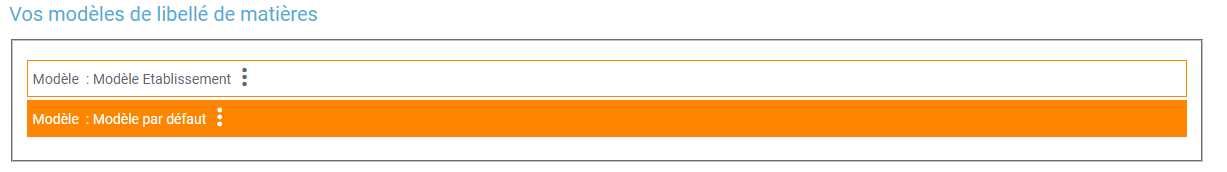 Vos modèles de libellé de matières
Modèle : Modèle Etablissement
Modèle : Modèle par défaut